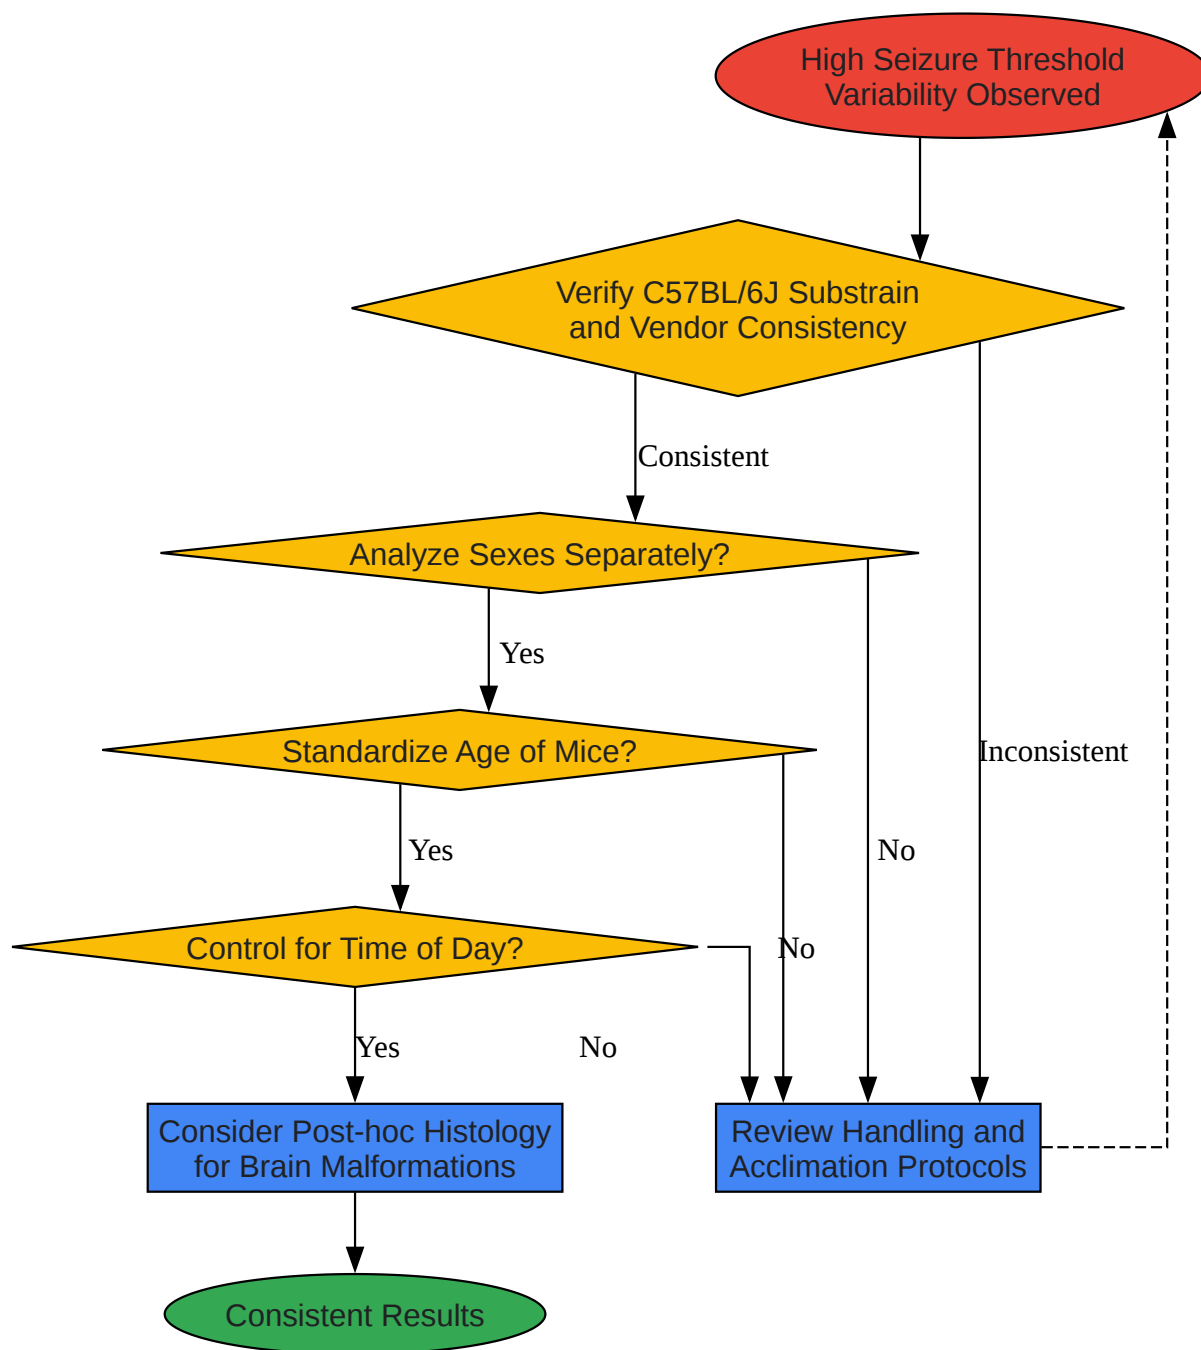 High Seizure Threshold
Variability Observed
Verify C57BL/6J Substrain
and Vendor Consistency
Consistent
Analyze Sexes Separately?
Yes
Standardize Age of Mice?
Inconsistent
Yes
No
Control for Time of Day?
No
Yes
No
Consider Post-hoc Histology
for Brain Malformations
Review Handling and
Acclimation Protocols
Consistent Results